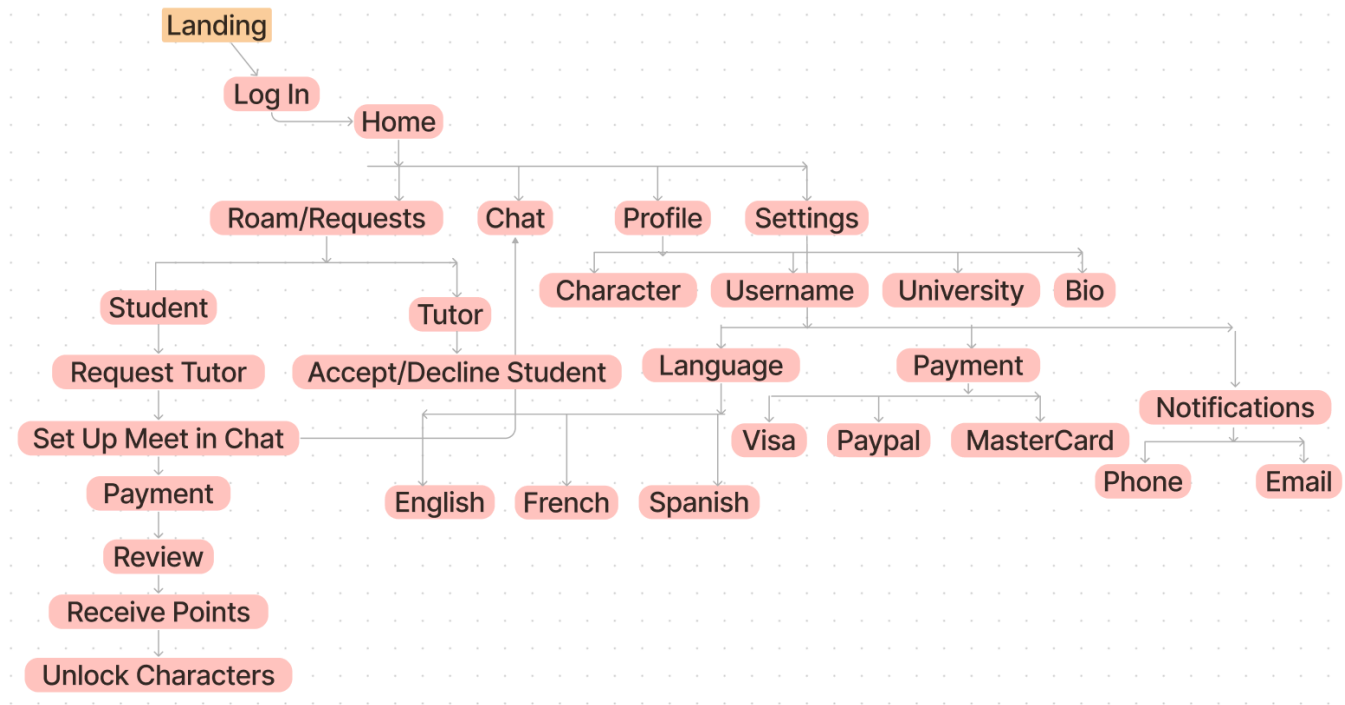 Landing
Log In
Home
Roam/Requests
Chat
Profile
Settings
Character
Username
University
Bio
Student
Tutor
Request Tutor
Accept/Decline Student
Language
Payment
Notifications
Set Up Meet in Chat
Visa
Paypal
MasterCard
Phone
Email
Payment
English
French
Spanish
Review
Receive Points
Unlock Characters